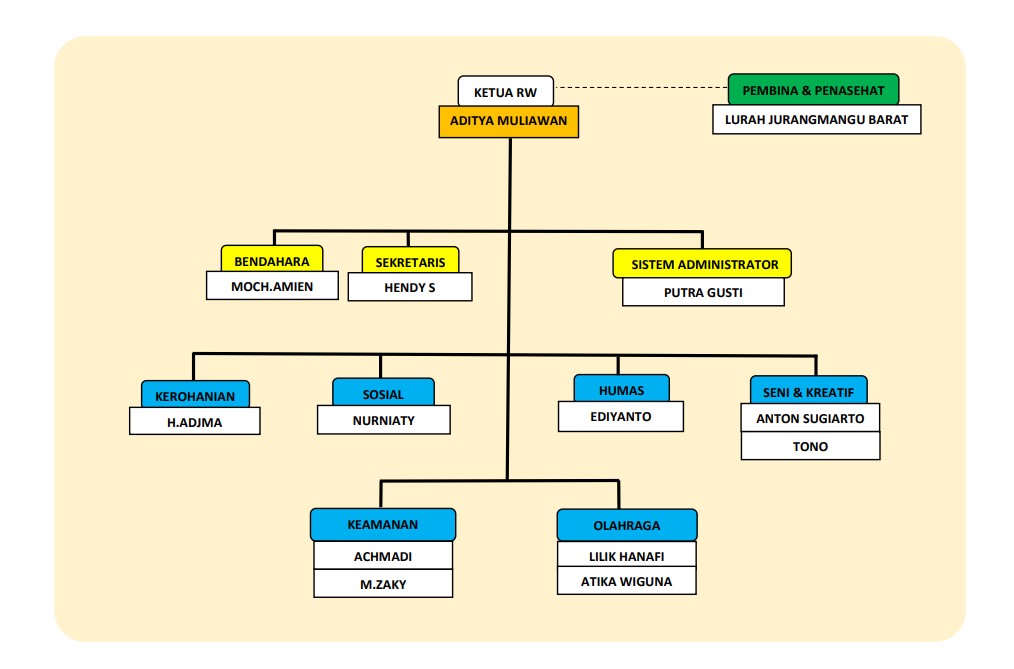 KETUA RW
ADITYA MULIAWAN
PEMBINA & PENASEHAT
LURAH JURANGMANGU BARAT
BENDAHARA
MOCH.AMIEN
SEKRETARIS
HENDY S
SISTEM ADMINISTRATOR
PUTRA GUSTI
KEROHANIAN
H.ADJMA
SOSIAL
NURNIATY
HUMAS
EDIYANTO
SENI & KREATIF
ANTON SUGIARTO
TONO
KEAMANAN
ACHMADI
M.ZAKY
OLAHRAGA
LILIK HANAFI
ATIKA WIGUNA